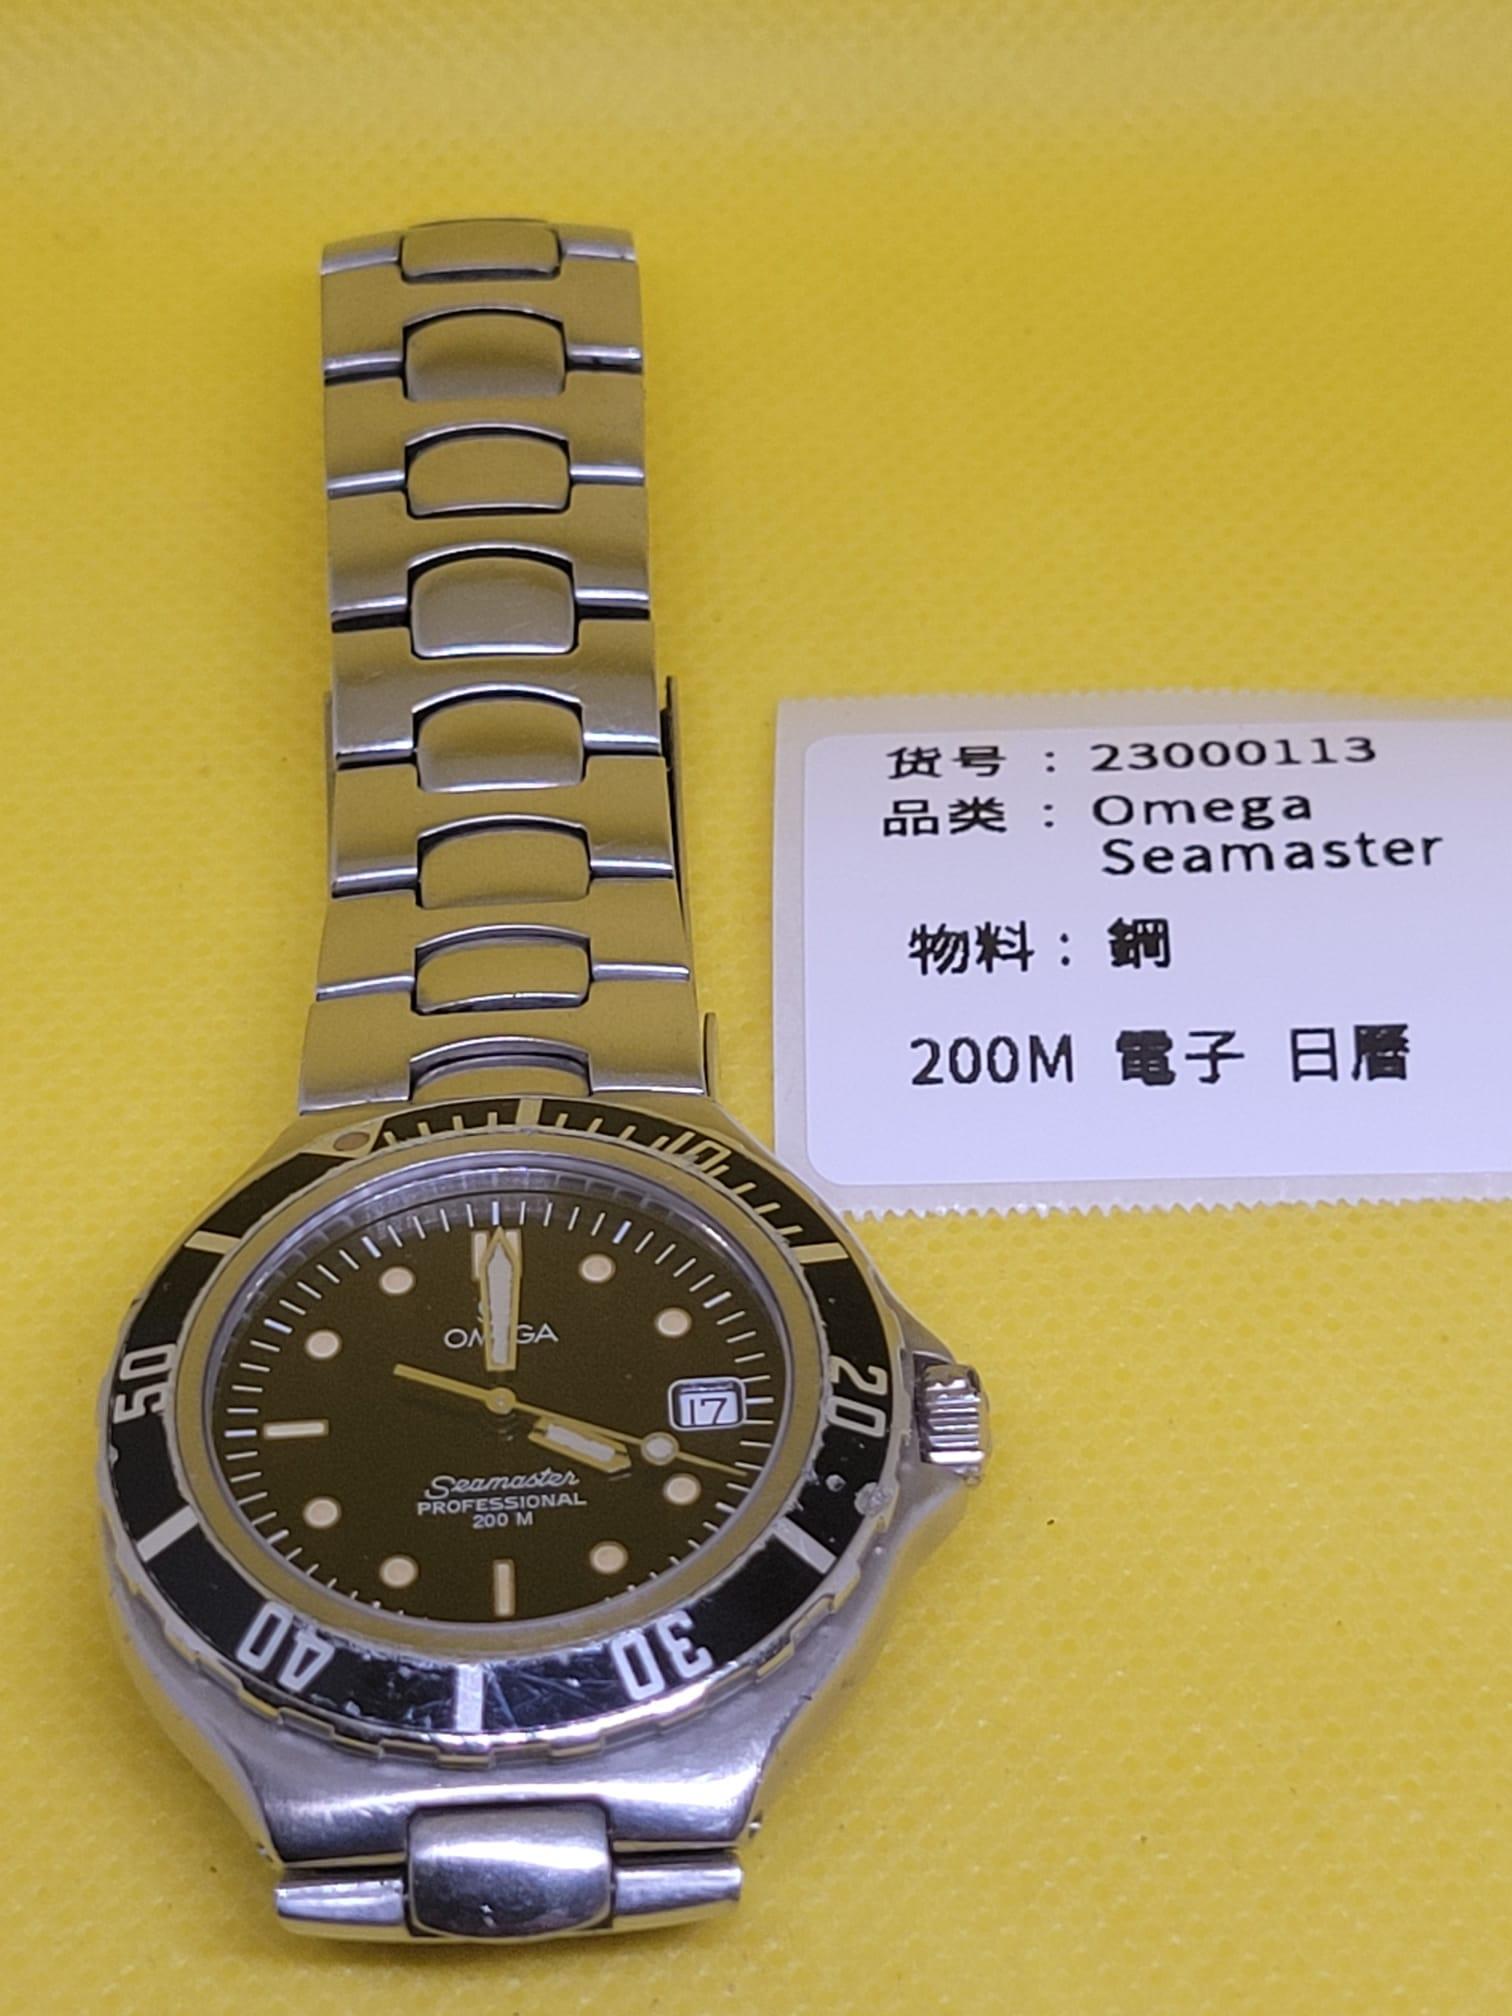 货号：23000113
品类：Omega
Seamaster
物料：鋼
200M 電子 日曆
10
20
30
40
50
OMEGA
17
Seamaster
PROFESSIONAL
200 M